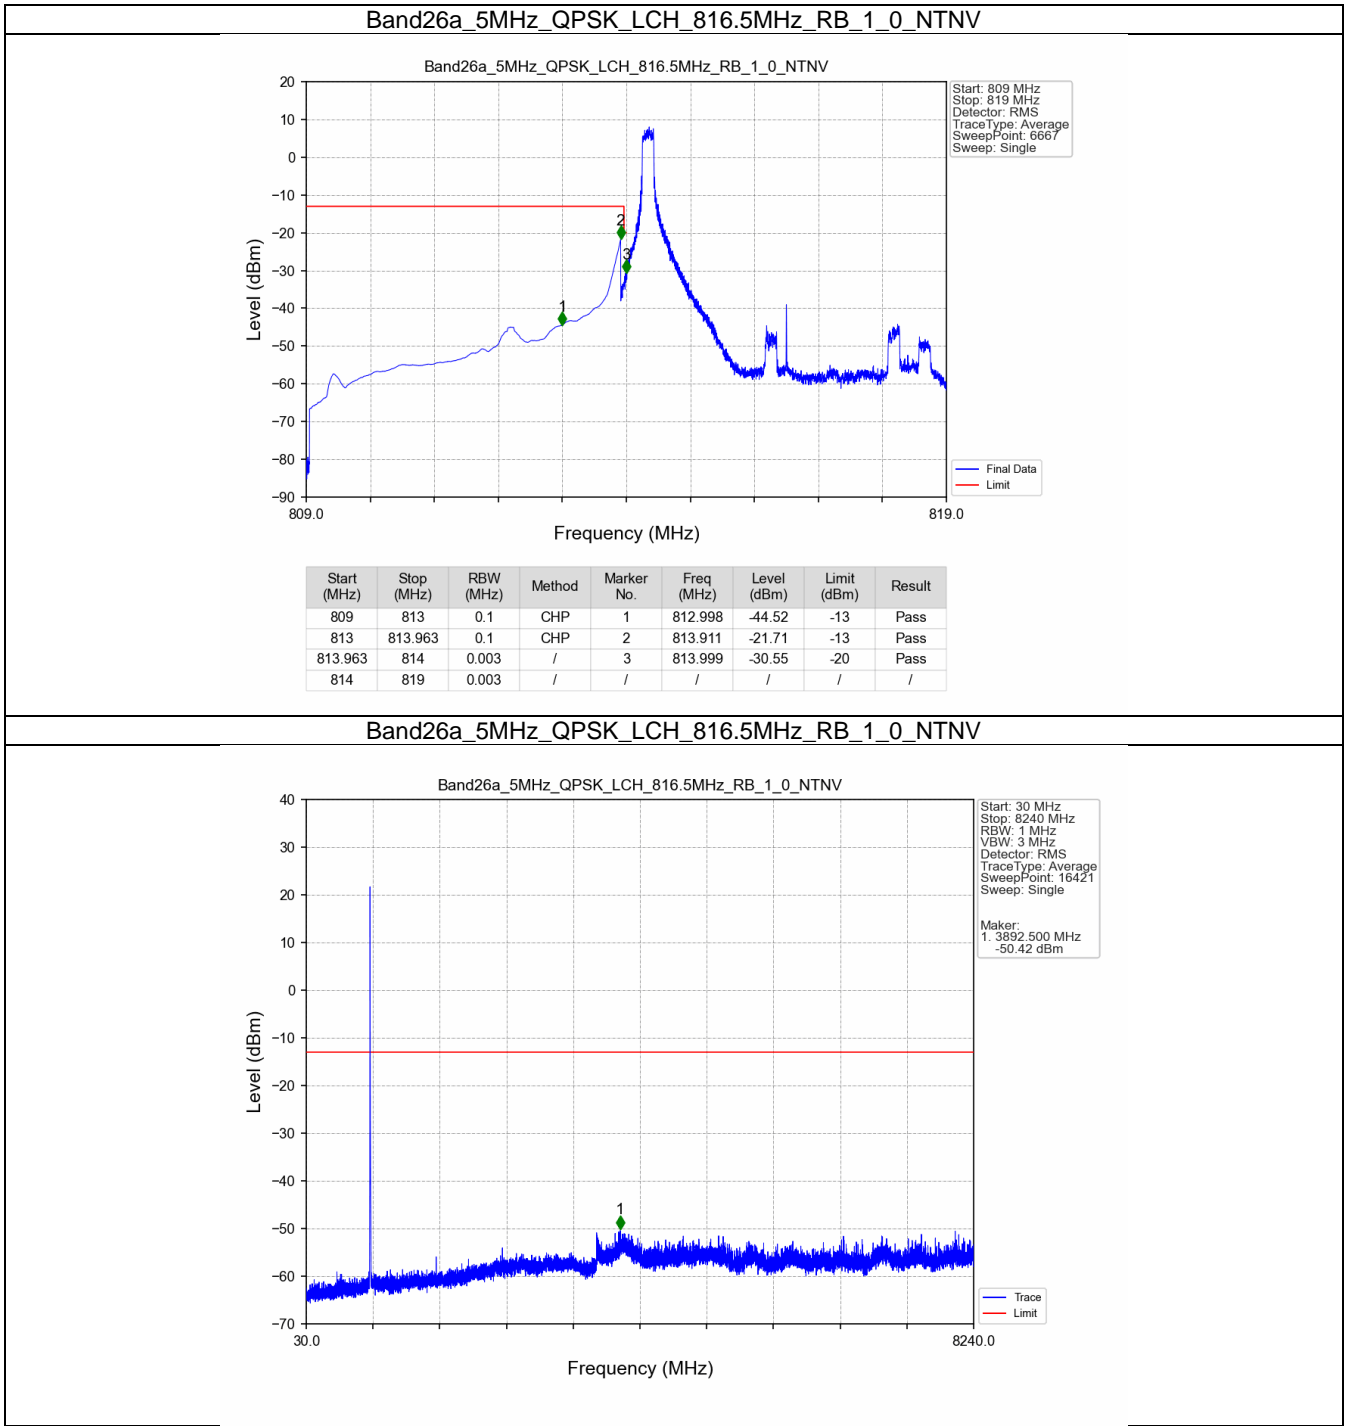 Band26a_5MHz_QPSK_LCH_816.5MHz_RB_1_0_NTNV
Band26a_5MHz_QPSK_LCH_816.5MHz_RB_1_0_NTNV
Start: 809 MHz
Stop: 819 MHz
Detector: RMS
TraceType: Average
SweepPoint: 6667
Sweep: Single
Level (dBm)
20
10
0
−10
−20
−30
−40
−50
−60
−70
−80
−90
1
2
3
Final Data
Limit
809.0
819.0
Frequency (MHz)
Start (MHz) Stop (MHz) RBW (MHz) Method Marker No. Freq (MHz) Level (dBm) Limit (dBm) Result
809 813 0.1 CHP 1 812.998 -44.52 -13 Pass
813 813.963 0.1 CHP 2 813.911 -21.71 -13 Pass
813.963 814 0.003 / 3 813.999 -30.55 -20 Pass
814 819 0.003 / / / / / /
Band26a_5MHz_QPSK_LCH_816.5MHz_RB_1_0_NTNV
Band26a_5MHz_QPSK_LCH_816.5MHz_RB_1_0_NTNV
Start: 30 MHz
Stop: 8240 MHz
RBW: 1 MHz
VBW: 3 MHz
Detector: RMS
TraceType: Average
SweepPoint: 16421
Sweep: Single
Maker:
1. 3892.500 MHz
-50.42 dBm
Level (dBm)
40
30
20
10
0
−10
−20
−30
−40
−50
−60
−70
1
Trace
Limit
30.0
8240.0
Frequency (MHz)